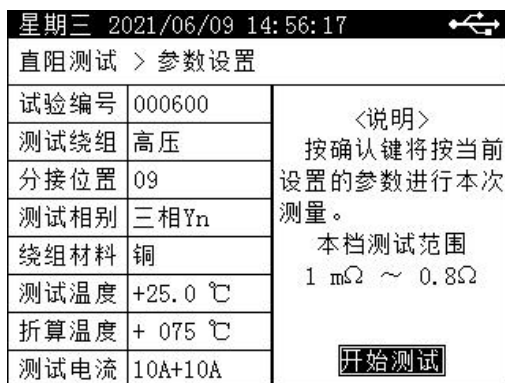 星期三 2021/06/09 14:56:17
直阻测试 > 参数设置
试验编号 000600
测试绕组 高压
分接位置 09
测试相别 三相Yn
绕组材料 铜
测试温度 +25.0 ℃
折算温度 + 075 ℃
测试电流 10A+10A
<说明>
按确认键将按当前
设置的参数进行本次
测量。
本档测试范围
1 mΩ ～ 0.8Ω
开始测试